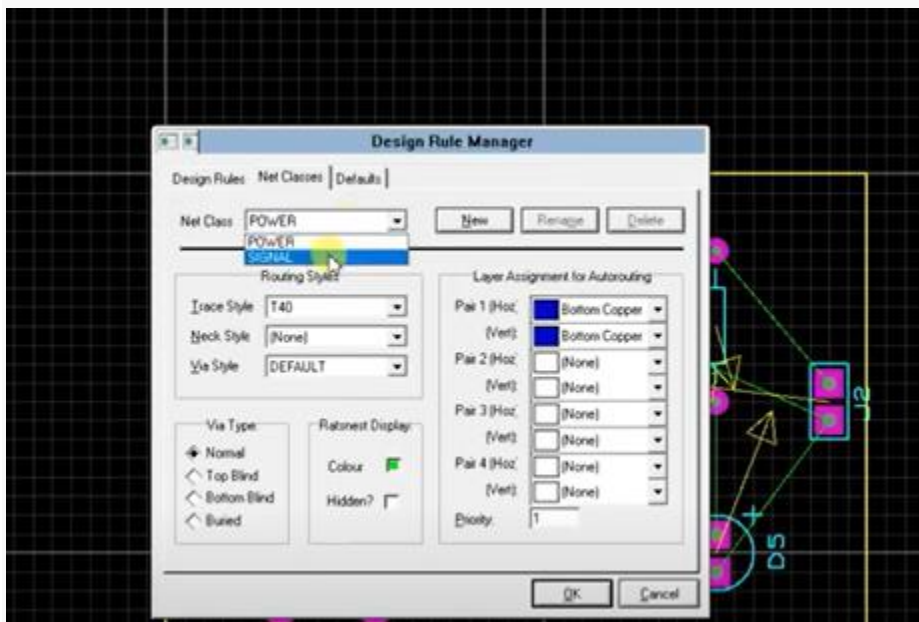 Design Rule Manager
Design Rules Net Classes Defaults
Net Class POWER New Rename Delete
POWER
SIGNAL
Routing Styles
Trace Style T40
Neck Style (None)
Via Style DEFAULT
Layer Assignment for Autorouting
Pair 1 (Hoz Bottom Copper
(Vert) Bottom Copper
Pair 2 (Hoz (None)
(Vert) (None)
Pair 3 (Hoz (None)
(Vert) (None)
Pair 4 (Hoz (None)
(Vert) (None)
Priority: 1
Via Type
Normal
Top Blind
Bottom Blind
Buried
Ratsnest Display
Colour
Hidden?
OK Cancel
J2
D5
+